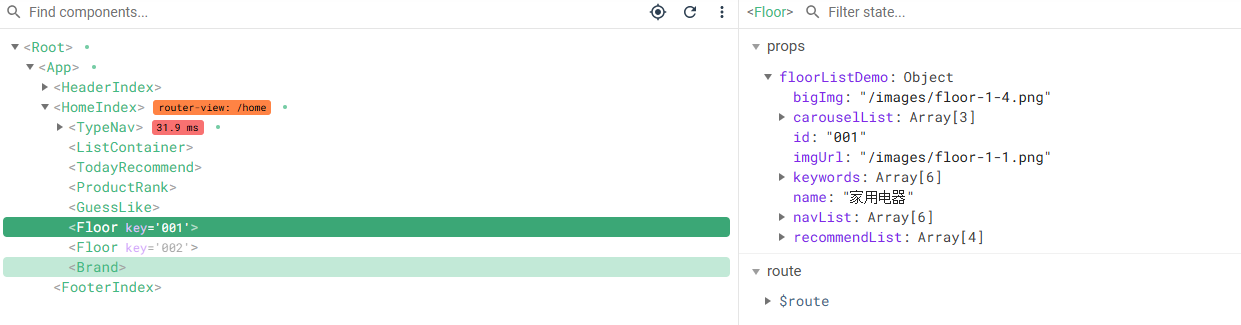 Find components...
<Root>
<App>
<HeaderIndex>
<HomeIndex> router-view: /home
<TypeNav> 31.9 ms
<ListContainer>
<TodayRecommend>
<ProductRank>
<GuessLike>
<Floor key='001'>
<Floor key='002'>
<Brand>
<FooterIndex>
<Floor> Filter state...
props
floorListDemo: Object
bigImg: "/images/floor-1-4.png"
carouselList: Array[3]
id: "001"
imgUrl: "/images/floor-1-1.png"
keywords: Array[6]
name: "家用电器"
navList: Array[6]
recommendList: Array[4]
route
$route